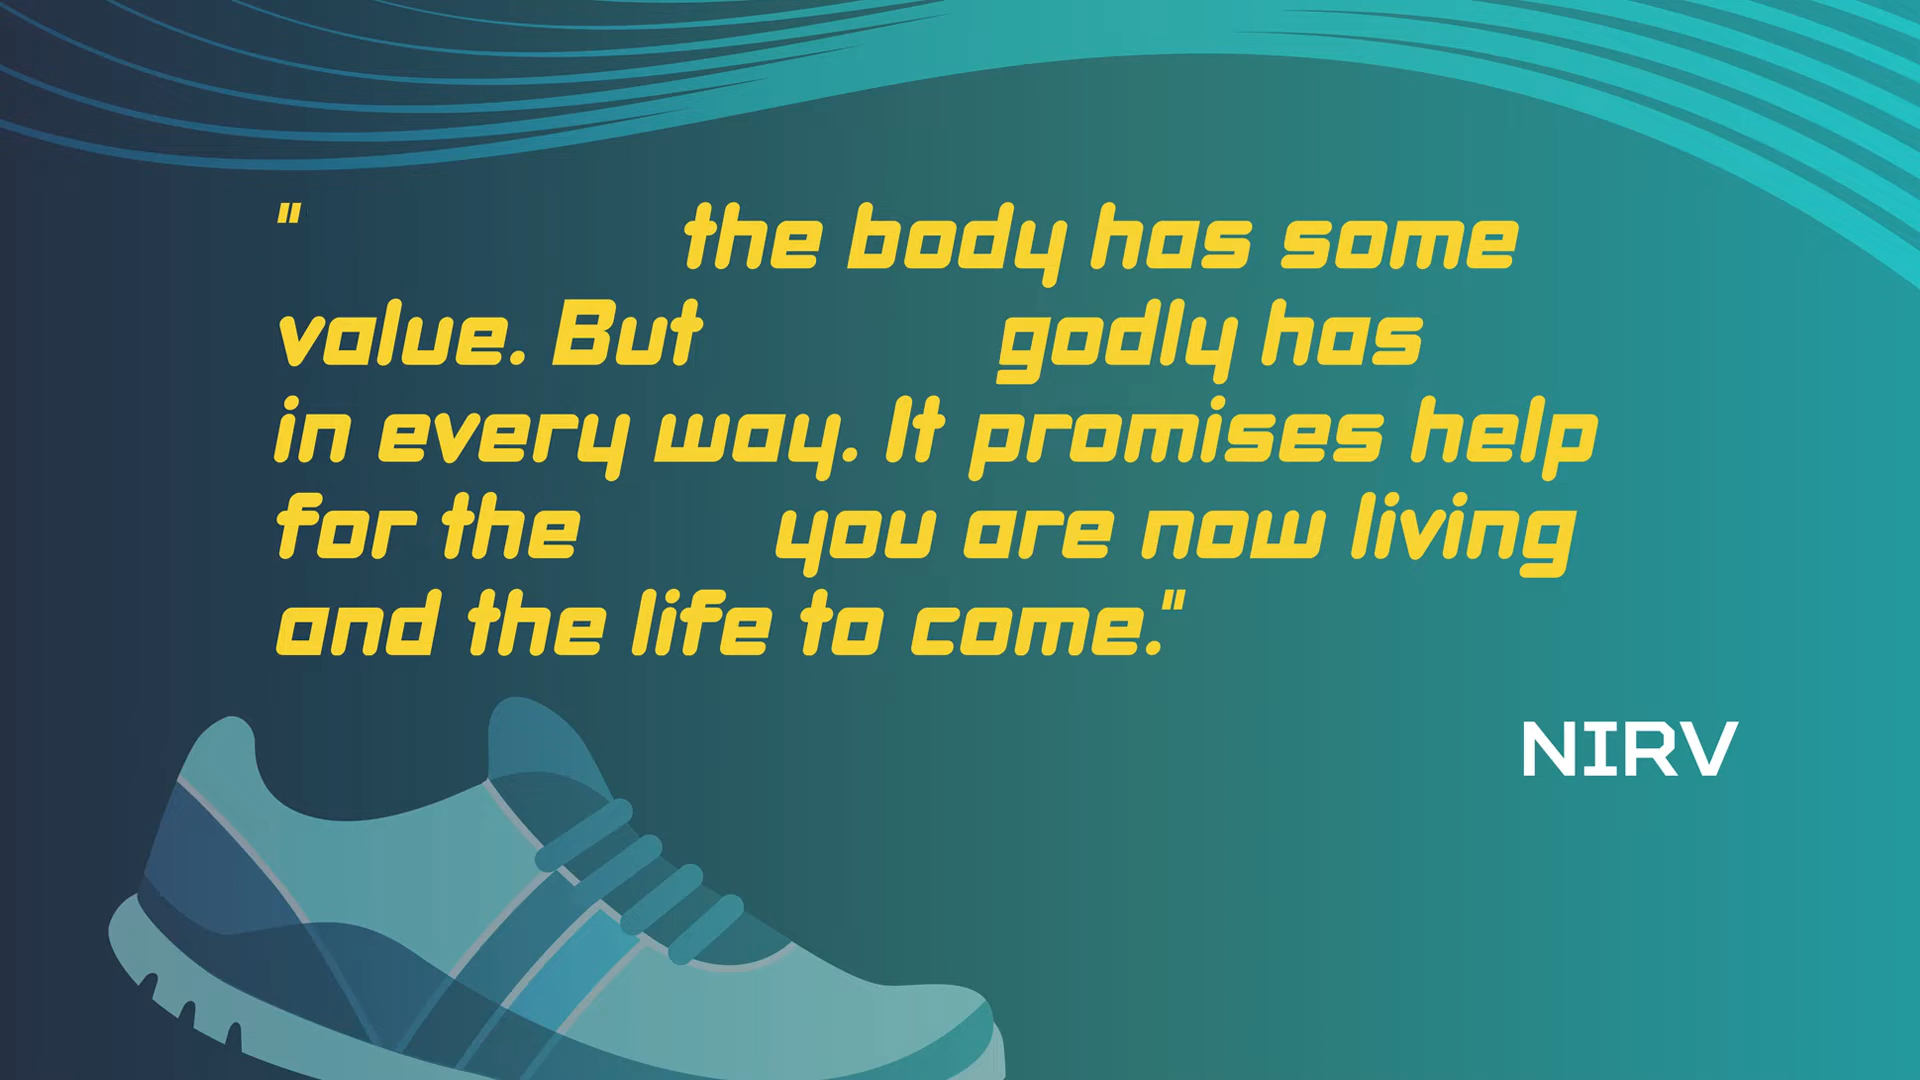 " the body has some
value. But godly has
in every way. It promises help
for the you are now living
and the life to come."
NIRV